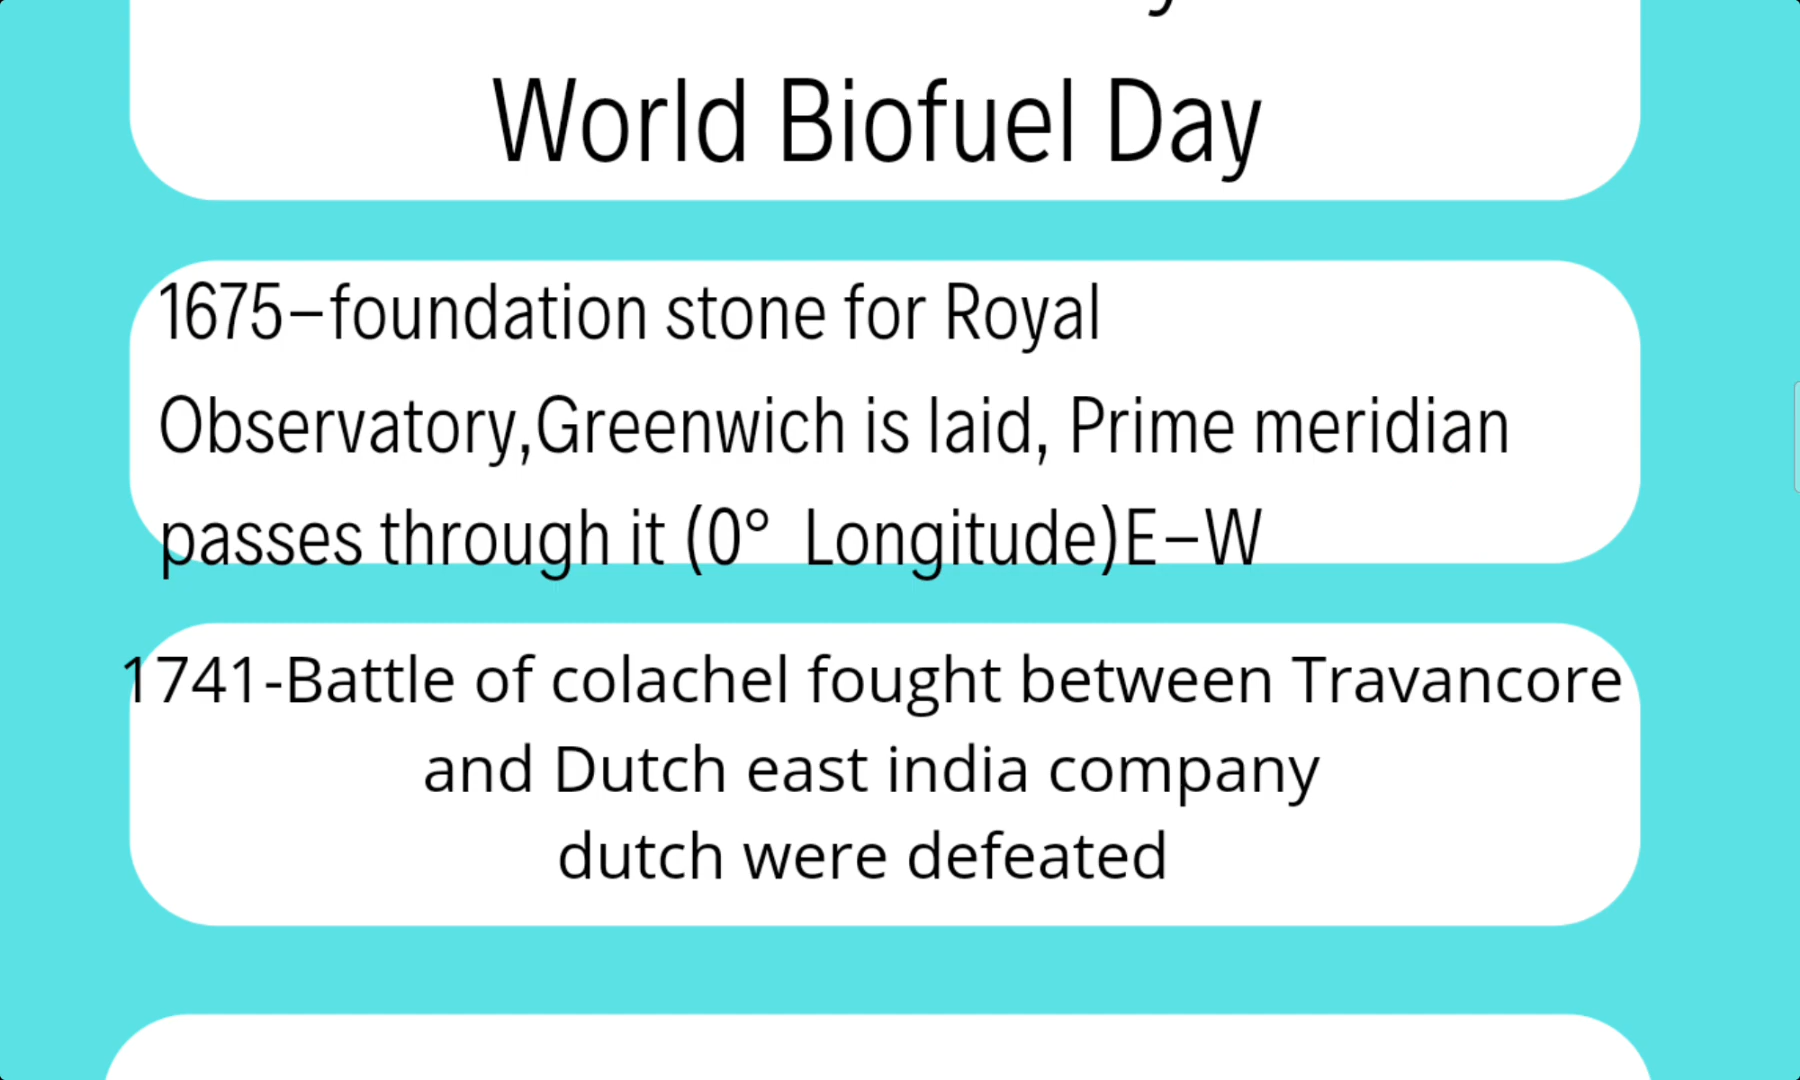 World Biofuel Day
1675–foundation stone for Royal
Observatory,Greenwich is laid, Prime meridian
passes through it (0° Longitude)E–W
1741-Battle of colachel fought between Travancore
and Dutch east india company
dutch were defeated